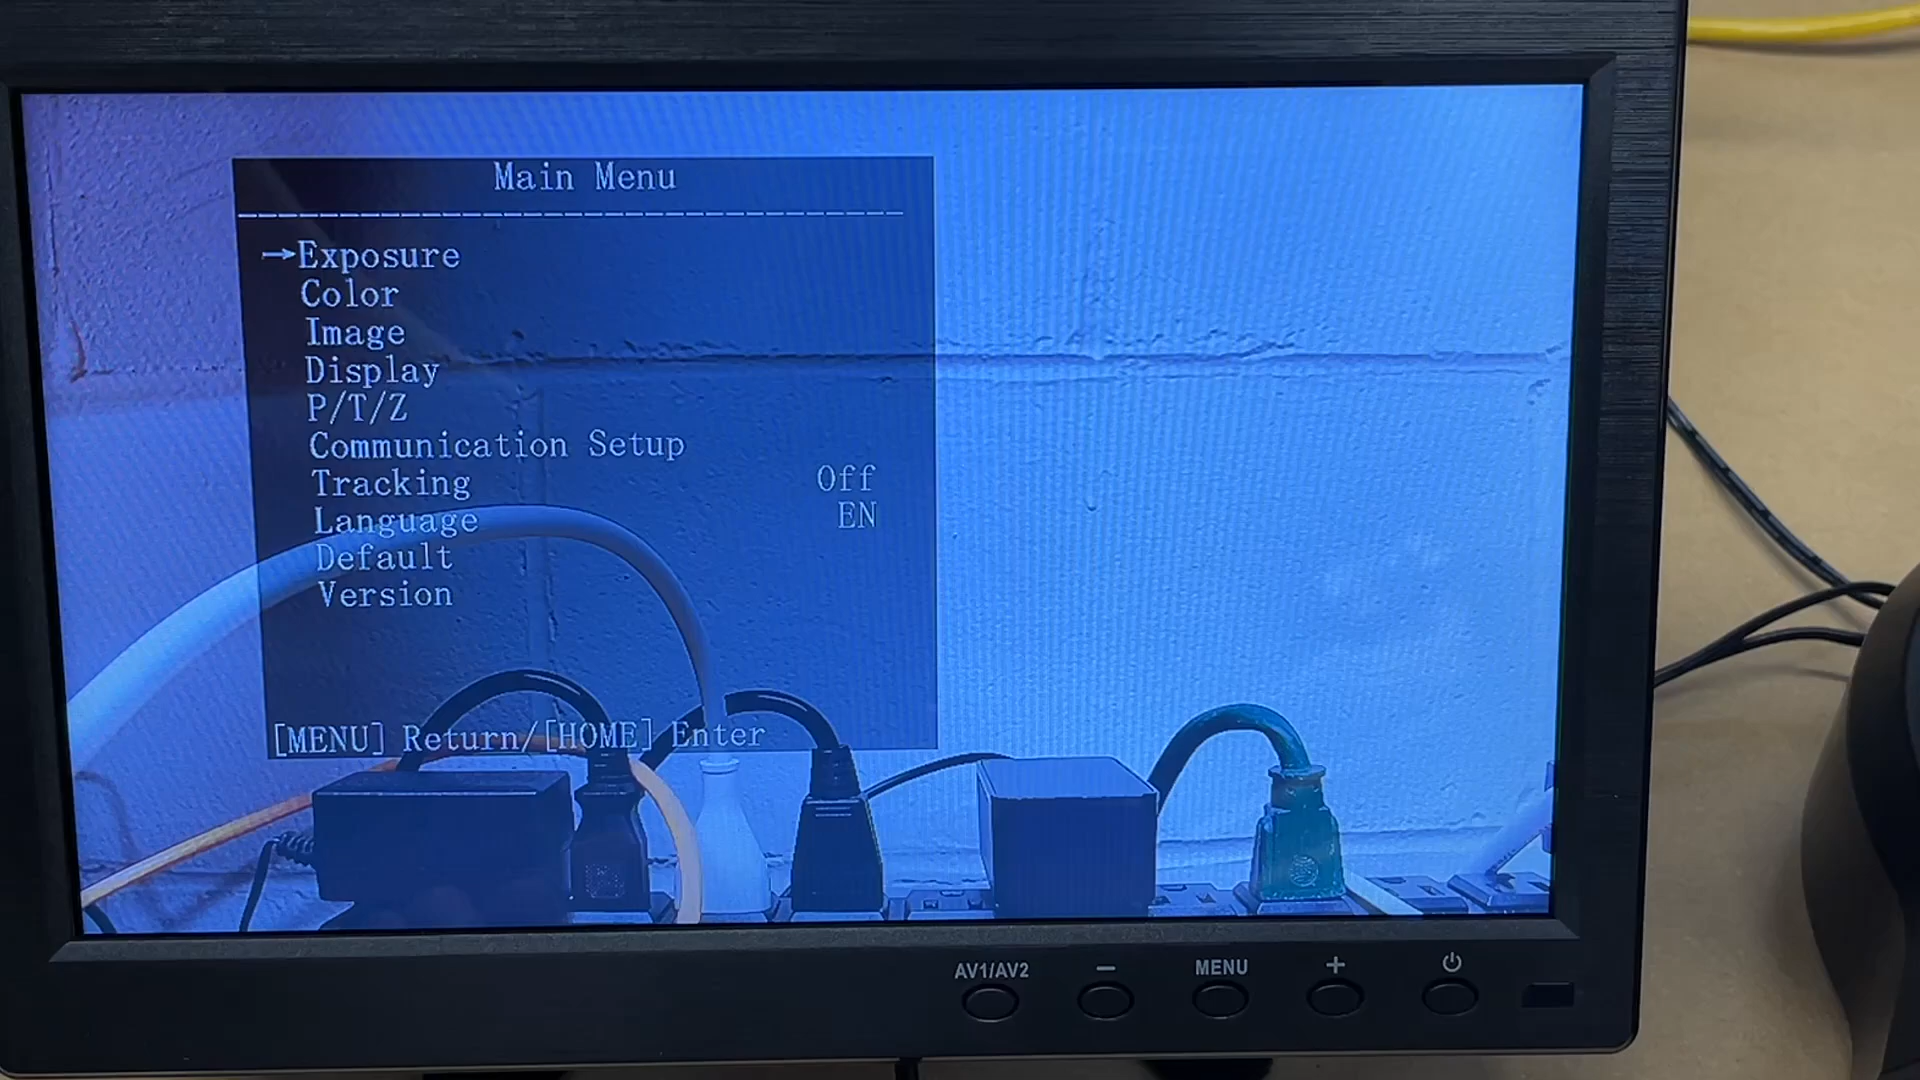 Main Menu
→Exposure
Color
Image
Display
P/T/Z
Communication Setup
Tracking Off
Language EN
Default
Version
[MENU] Return/[HOME] Enter
AV1/AV2 − MENU +